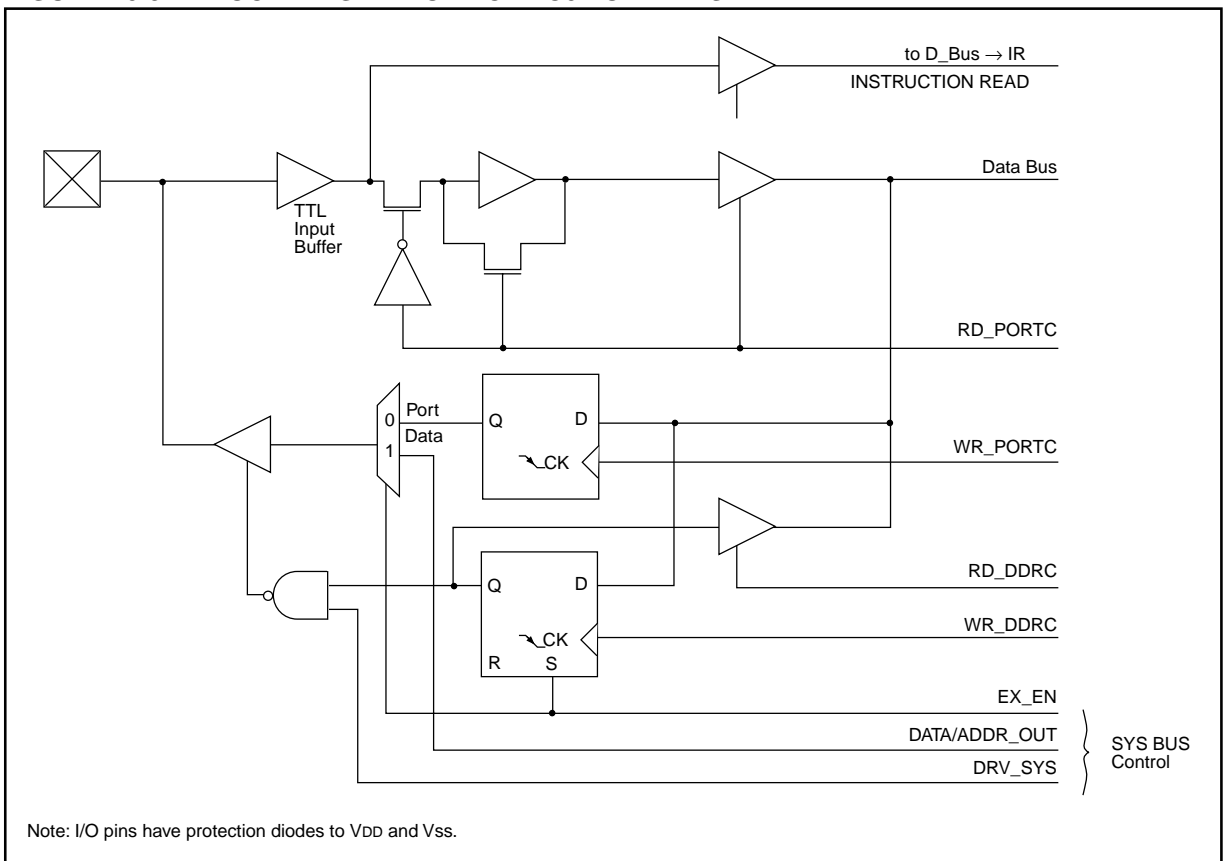 to D_Bus → IR
INSTRUCTION READ
Data Bus
TTL
Input
Buffer
RD_PORTC
0
Port
1
Data
Q
D
CK
WR_PORTC
RD_DDRC
Q
D
CK
R
S
WR_DDRC
EX_EN
DATA/ADDR_OUT
DRV_SYS
SYS BUS
Control
Note: I/O pins have protection diodes to VDD and Vss.